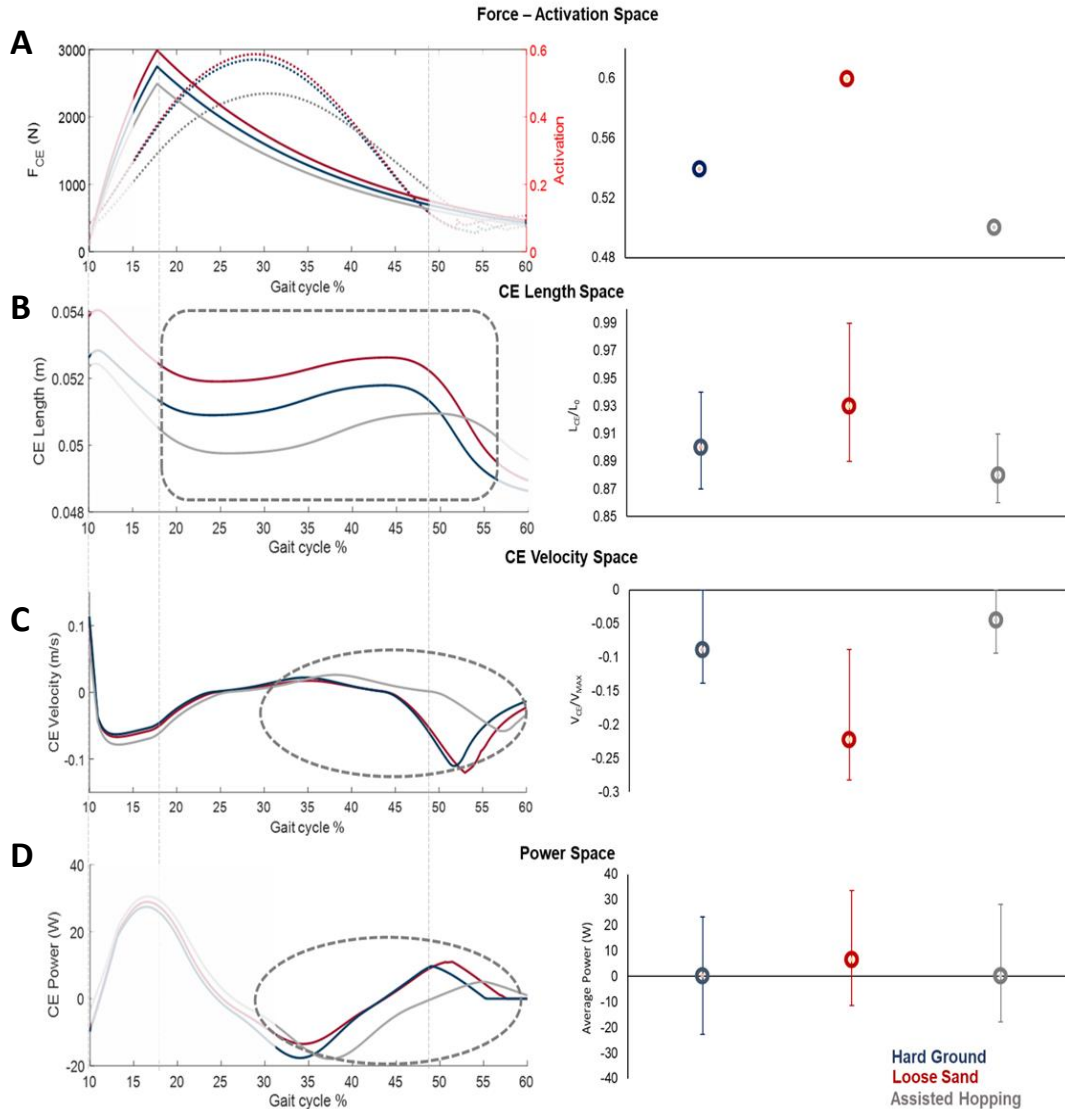 Force – Activation Space
A
3000
2000
1000
0
F_CE (N)
0.6
0.4
0.2
0
Activation
10 15 20 25 30 35 40 45 50 55 60
Gait cycle %
0.6
0.56
0.52
0.48
CE Length Space
B
0.054
0.052
0.05
0.048
CE Length (m)
10 15 20 25 30 35 40 45 50 55 60
Gait cycle %
0.99
0.97
0.95
0.93
0.91
0.89
0.87
0.85
L_CE/L_0
CE Velocity Space
C
0.1
0
-0.1
CE Velocity (m/s)
10 15 20 25 30 35 40 45 50 55 60
Gait cycle %
0
-0.05
-0.1
-0.15
-0.2
-0.25
-0.3
V_CE/V_MAX
Power Space
D
40
20
0
-20
CE Power (W)
10 15 20 25 30 35 40 45 50 55 60
Gait cycle %
40
30
20
10
0
-10
-20
-30
-40
Average Power (W)
Hard Ground
Loose Sand
Assisted Hopping